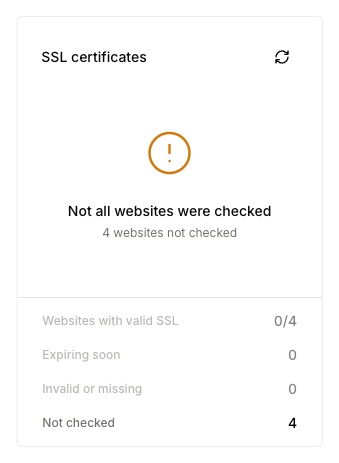 SSL certificates
Not all websites were checked
4 websites not checked
Websites with valid SSL 0/4
Expiring soon 0
Invalid or missing 0
Not checked 4